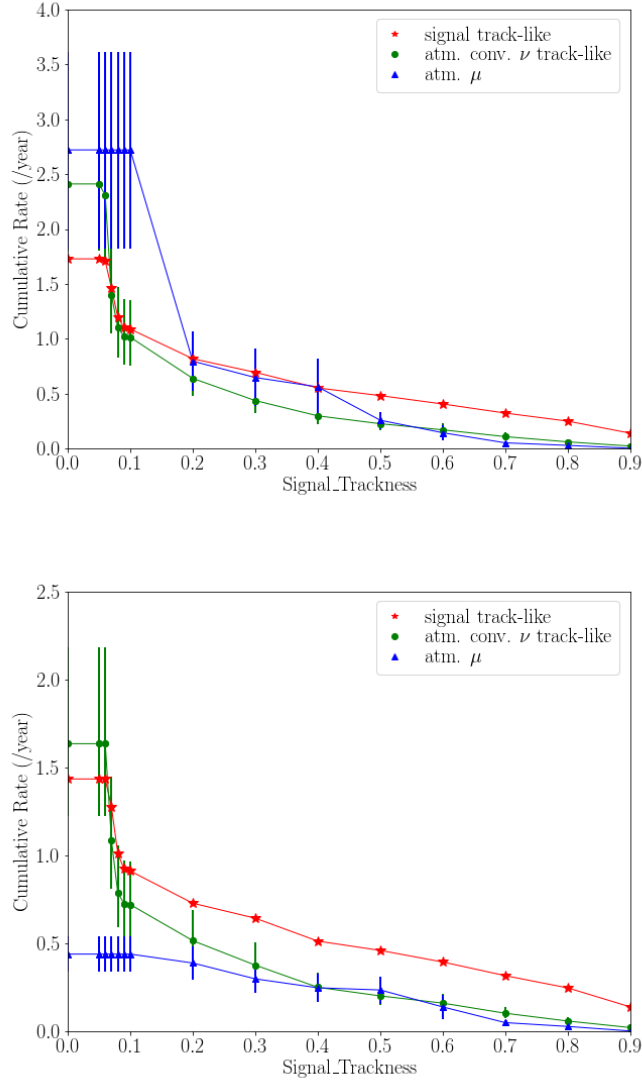 4.0
3.5
3.0
2.5
2.0
1.5
1.0
0.5
0.0
Cumulative Rate (/year)
signal track-like
atm. conv. ν track-like
atm. μ
0.0 0.1 0.2 0.3 0.4 0.5 0.6 0.7 0.8 0.9
Signal_Trackness
2.5
2.0
1.5
1.0
0.5
0.0
Cumulative Rate (/year)
signal track-like
atm. conv. ν track-like
atm. μ
0.0 0.1 0.2 0.3 0.4 0.5 0.6 0.7 0.8 0.9
Signal_Trackness